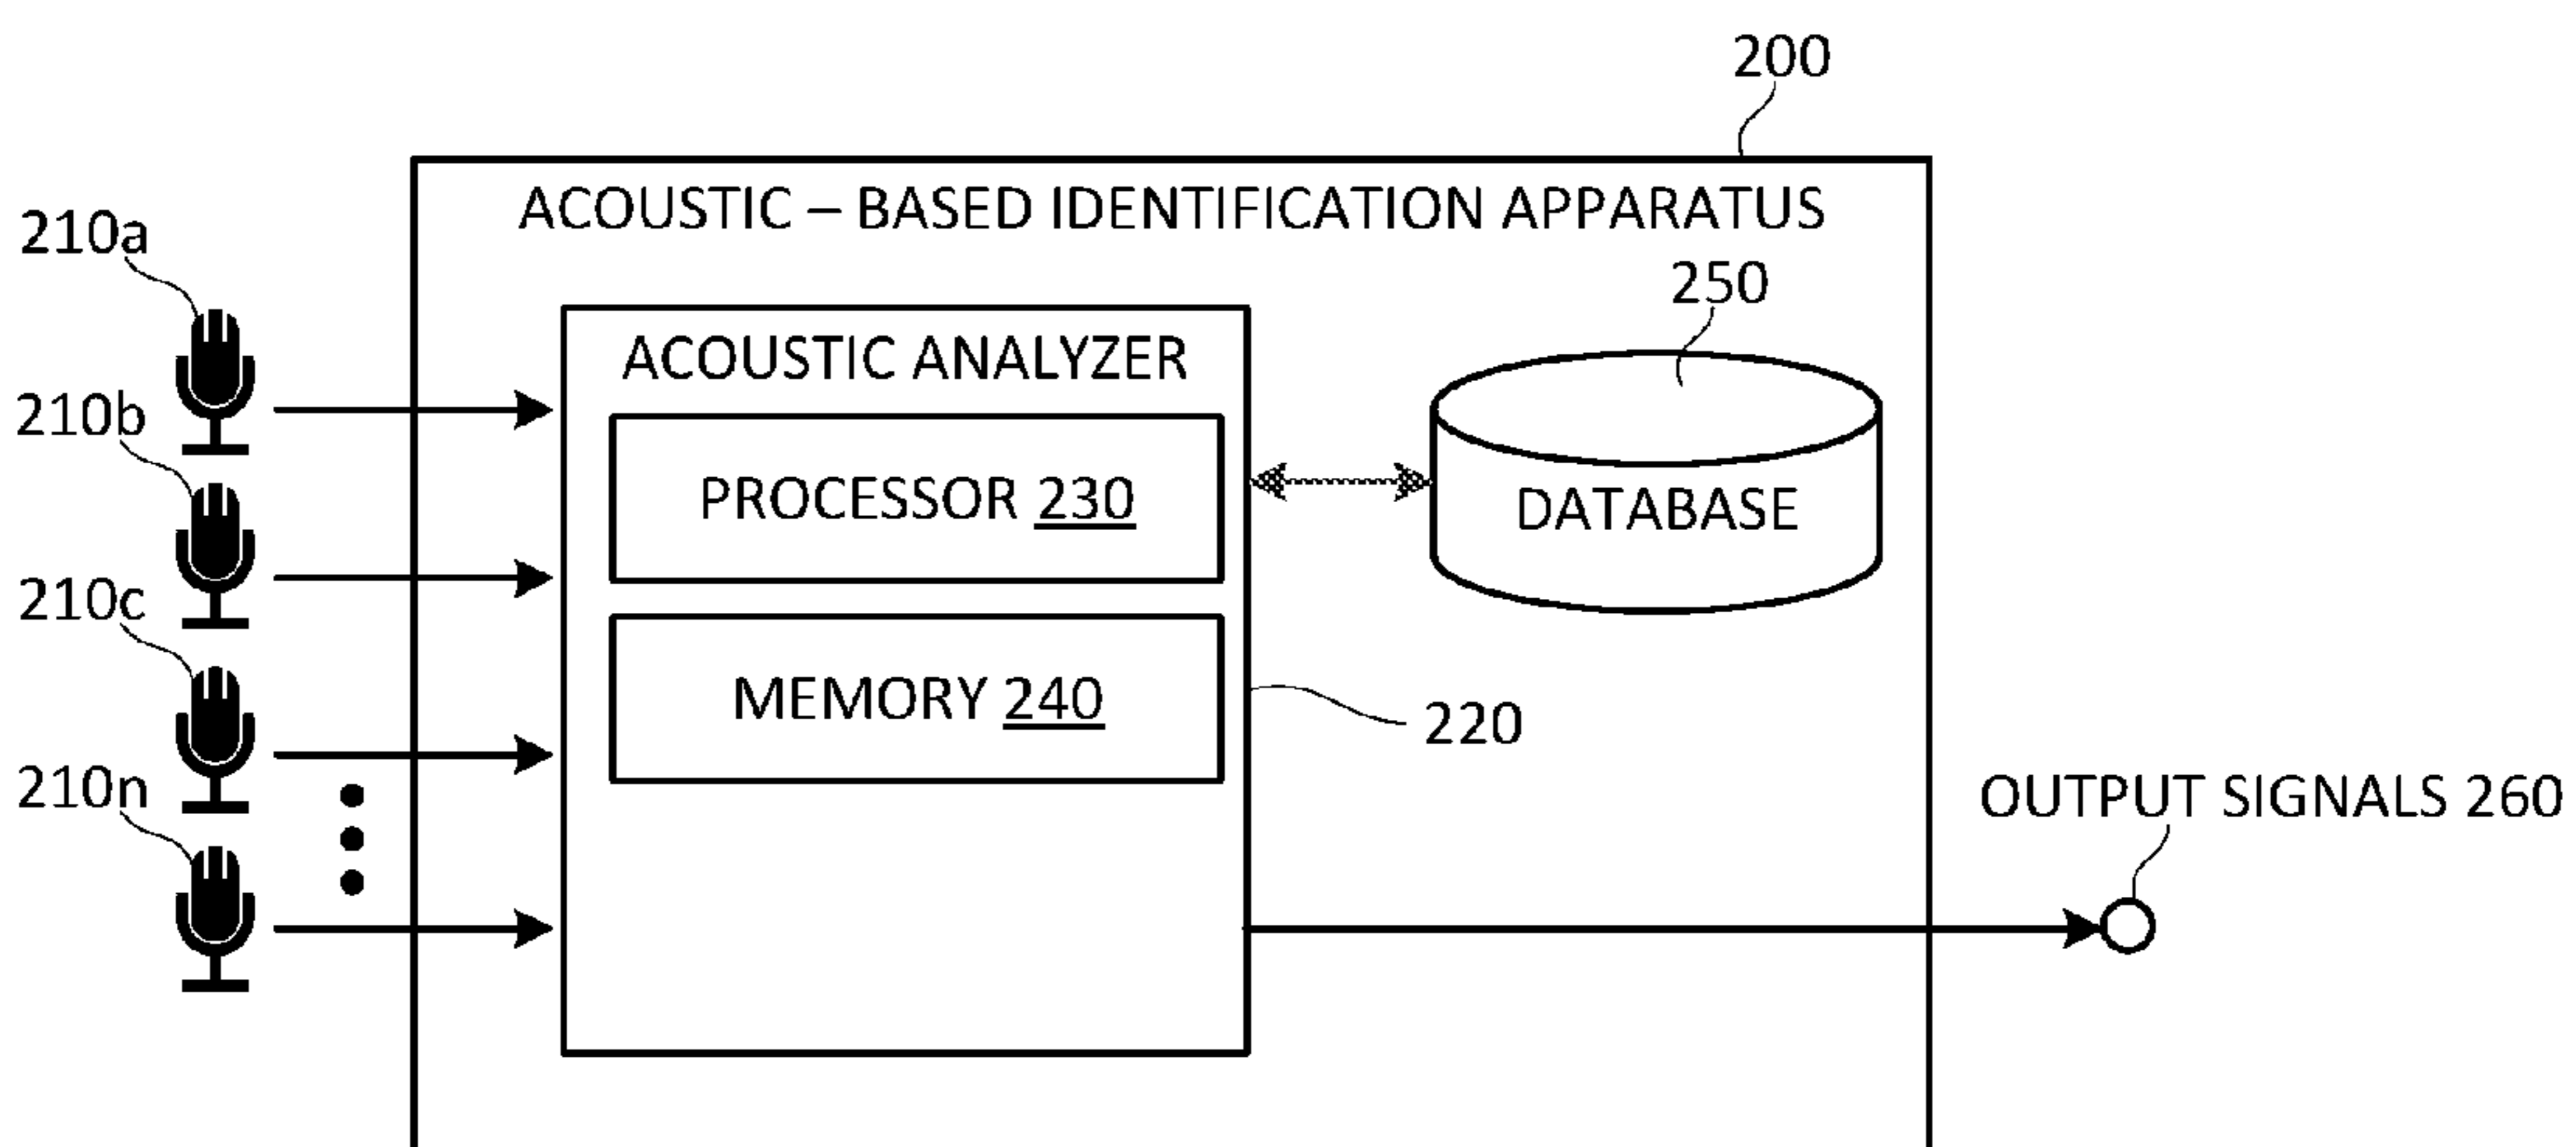 200
ACOUSTIC – BASED IDENTIFICATION APPARATUS
210a
250
ACOUSTIC ANALYZER
210b
PROCESSOR 230
DATABASE
210c
MEMORY 240
220
210n
OUTPUT SIGNALS 260